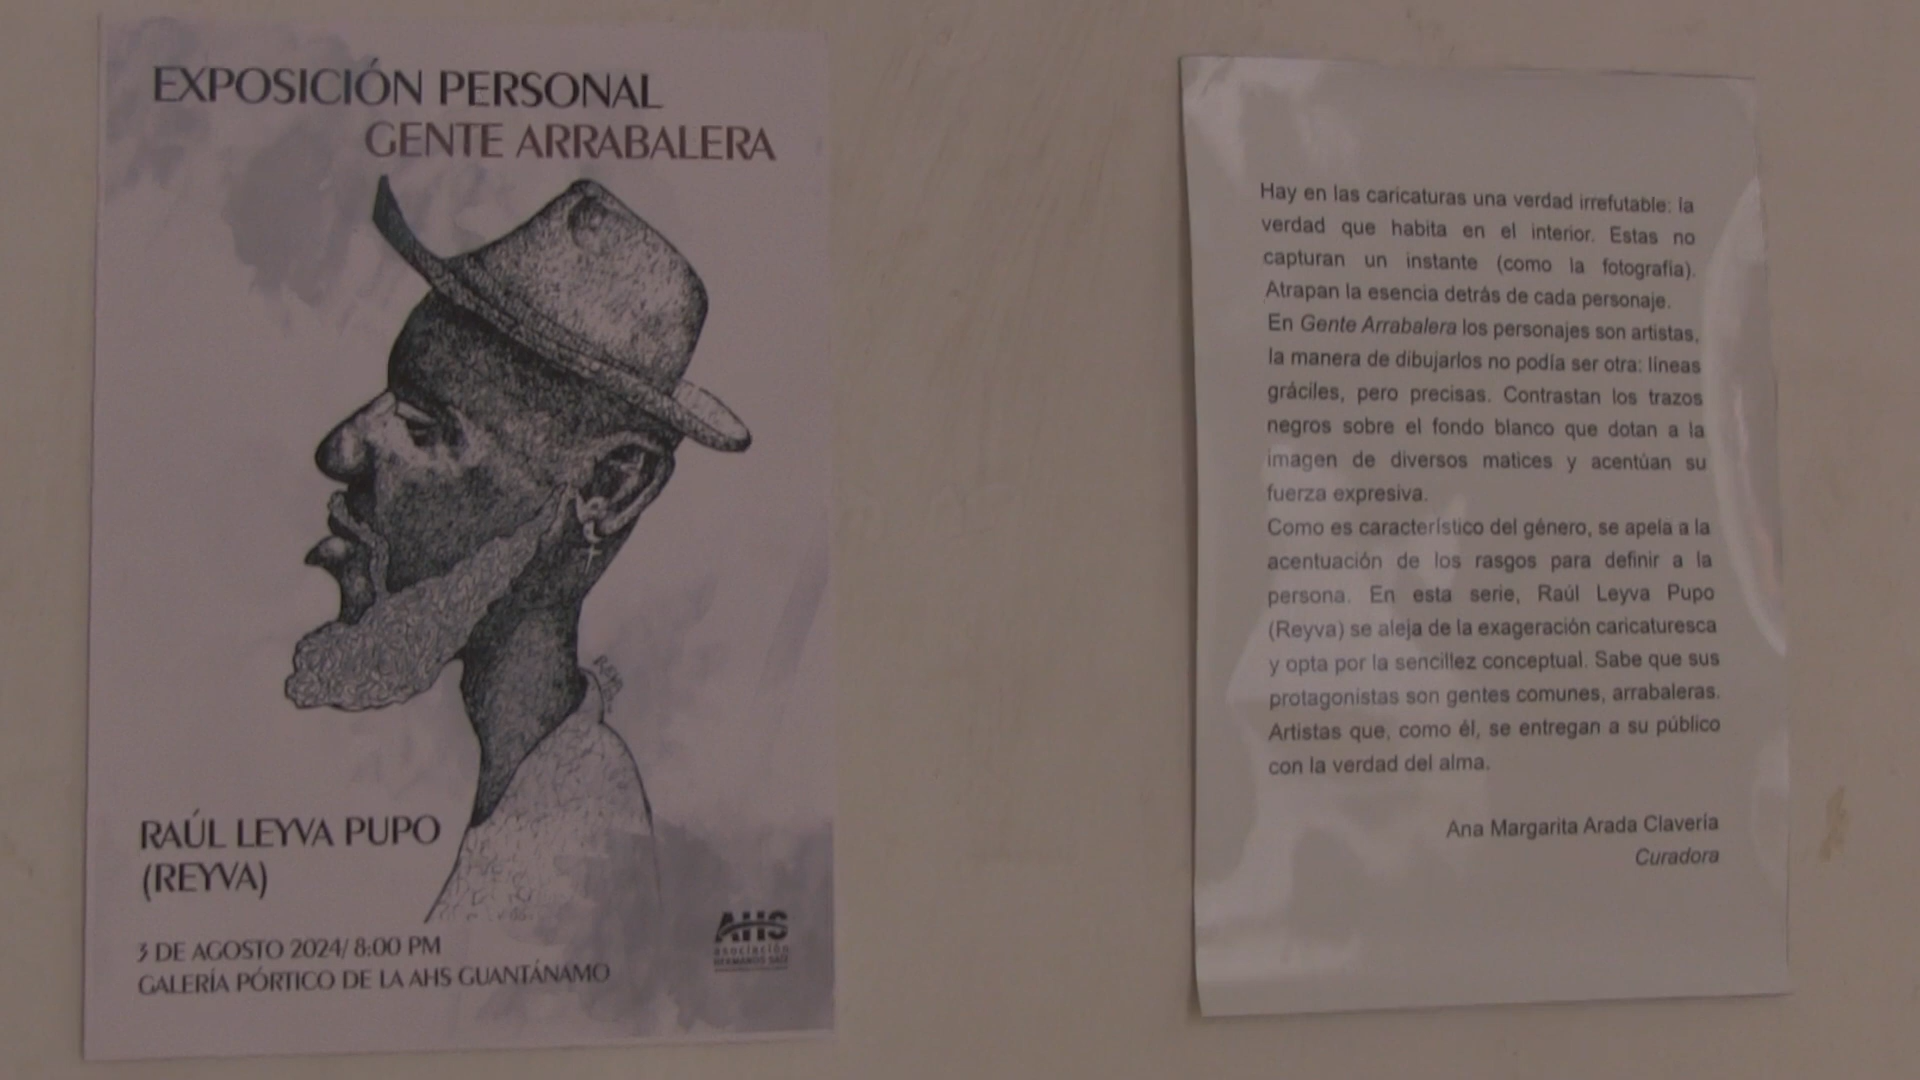 EXPOSICIÓN PERSONAL
GENTE ARRABALERA
RAÚL LEYVA PUPO
(REYVA)
3 DE AGOSTO 2024/ 8:00 PM
GALERÍA PÓRTICO DE LA AHS GUANTÁNAMO
AHS
asociación
HERMANOS SAÍZ
Hay en las caricaturas una verdad irrefutable: la
verdad que habita en el interior. Estas no
capturan un instante (como la fotografía).
Atrapan la esencia detrás de cada personaje.
En Gente Arrabalera los personajes son artistas,
la manera de dibujarlos no podía ser otra: líneas
gráciles, pero precisas. Contrastan los trazos
negros sobre el fondo blanco que dotan a la
imagen de diversos matices y acentúan su
fuerza expresiva.
Como es característico del género, se apela a la
acentuación de los rasgos para definir a la
persona. En esta serie, Raúl Leyva Pupo
(Reyva) se aleja de la exageración caricaturesca
y opta por la sencillez conceptual. Sabe que sus
protagonistas son gentes comunes, arrabaleras.
Artistas que, como él, se entregan a su público
con la verdad del alma.
Ana Margarita Arada Clavería
Curadora